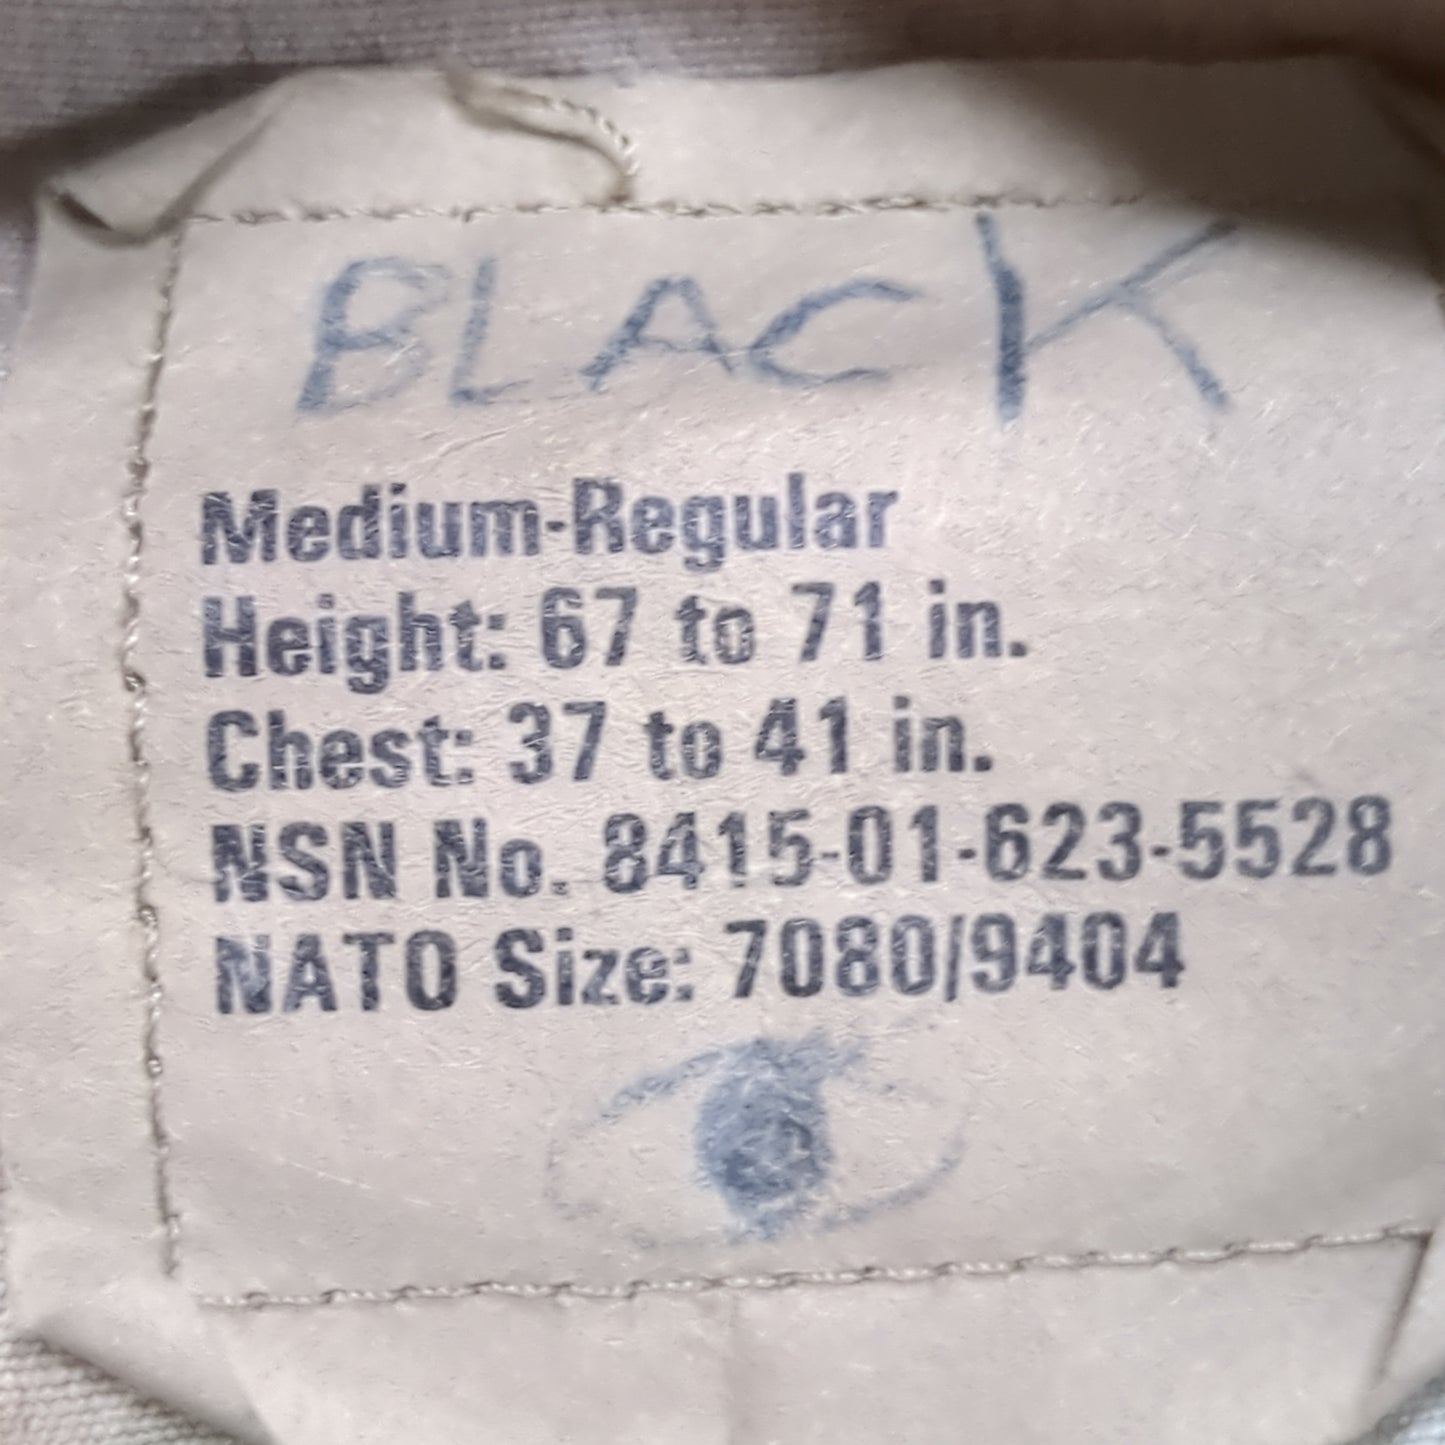 BLACK
Medium-Regular
Height: 67 to 71 in.
Chest: 37 to 41 in.
NSN No. 8415-01-623-5528
NATO Size: 7080/9404